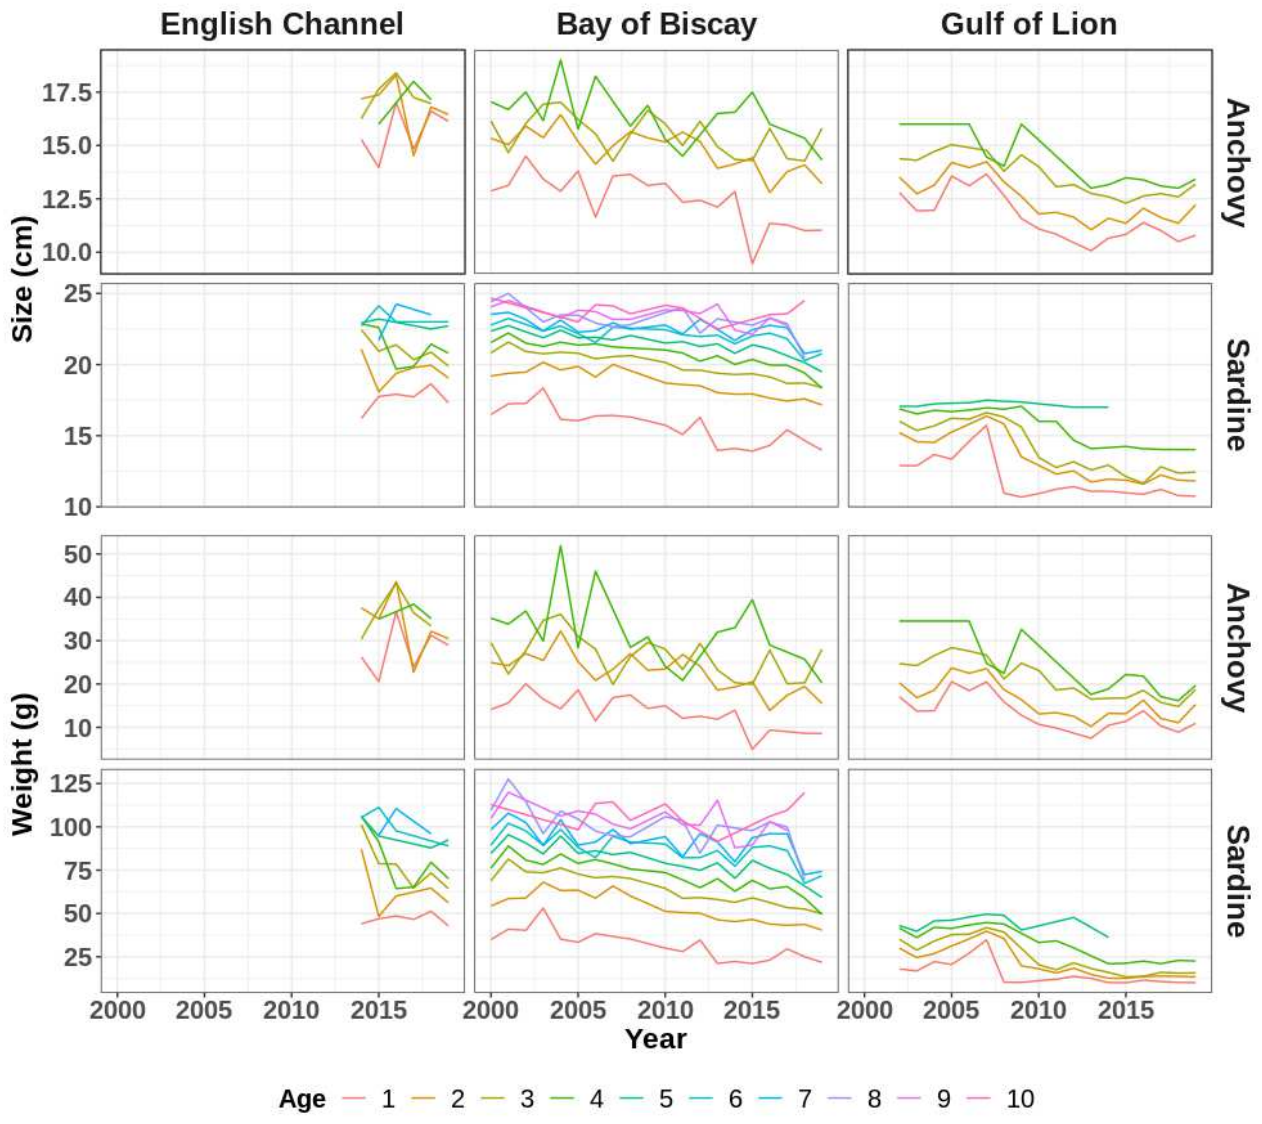 English Channel Bay of Biscay Gulf of Lion
Size (cm)
17.5
15.0
12.5
10.0
Anchovy
25
20
15
10
Sardine
Weight (g)
50
40
30
20
10
Anchovy
125
100
75
50
25
Sardine
2000 2005 2010 2015 2000 2005 2010 2015 2000 2005 2010 2015
Year
Age 1 2 3 4 5 6 7 8 9 10